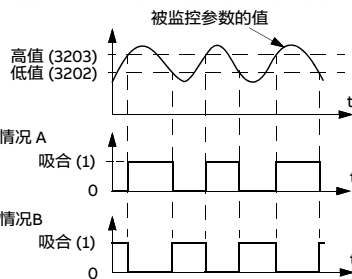 被监控参数的值
高值 (3203)
低值 (3202)
t
情况 A
吸合 (1)
0
t
情况B
吸合 (1)
0
t